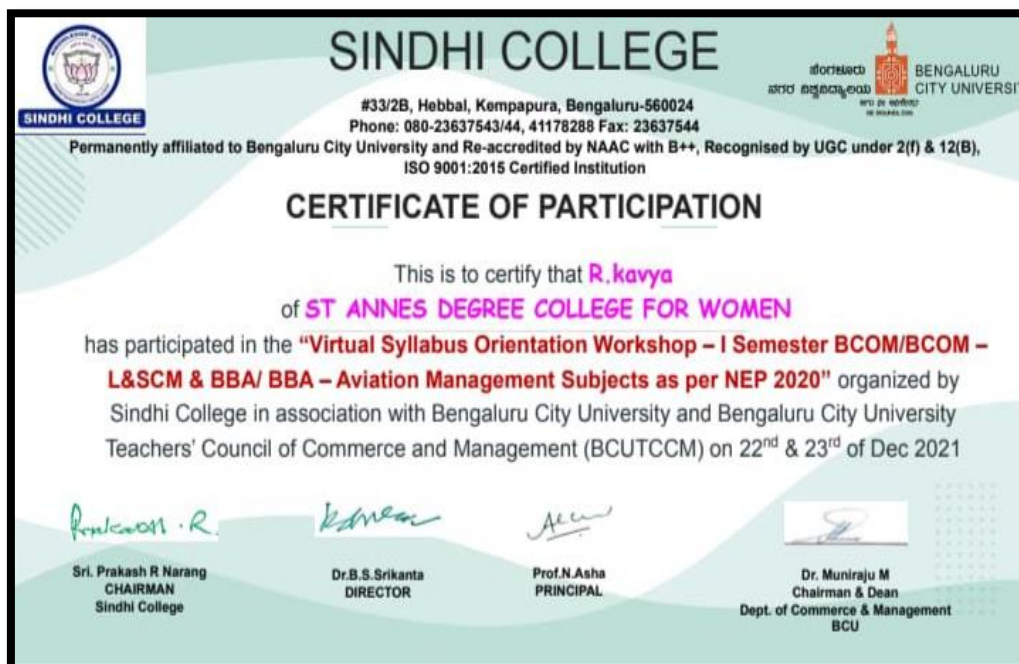 SINDHI COLLEGE
SINDHI COLLEGE
ಬೆಂಗಳೂರು
ನಗರ ವಿಶ್ವವಿದ್ಯಾಲಯ
BENGALURU
CITY UNIVERSIT
#33/2B, Hebbal, Kempapura, Bengaluru-560024
Phone: 080-23637543/44, 41178288 Fax: 23637544
Permanently affiliated to Bengaluru City University and Re-accredited by NAAC with B++, Recognised by UGC under 2(f) & 12(B),
ISO 9001:2015 Certified Institution
CERTIFICATE OF PARTICIPATION
This is to certify that R.kavya
of ST ANNES DEGREE COLLEGE FOR WOMEN
has participated in the “Virtual Syllabus Orientation Workshop – I Semester BCOM/BCOM –
L&SCM & BBA/ BBA – Aviation Management Subjects as per NEP 2020” organized by
Sindhi College in association with Bengaluru City University and Bengaluru City University
Teachers’ Council of Commerce and Management (BCUTCCM) on 22nd & 23rd of Dec 2021
Sri. Prakash R Narang
CHAIRMAN
Sindhi College
Dr.B.S.Srikanta
DIRECTOR
Prof.N.Asha
PRINCIPAL
Dr. Muniraju M
Chairman & Dean
Dept. of Commerce & Management
BCU